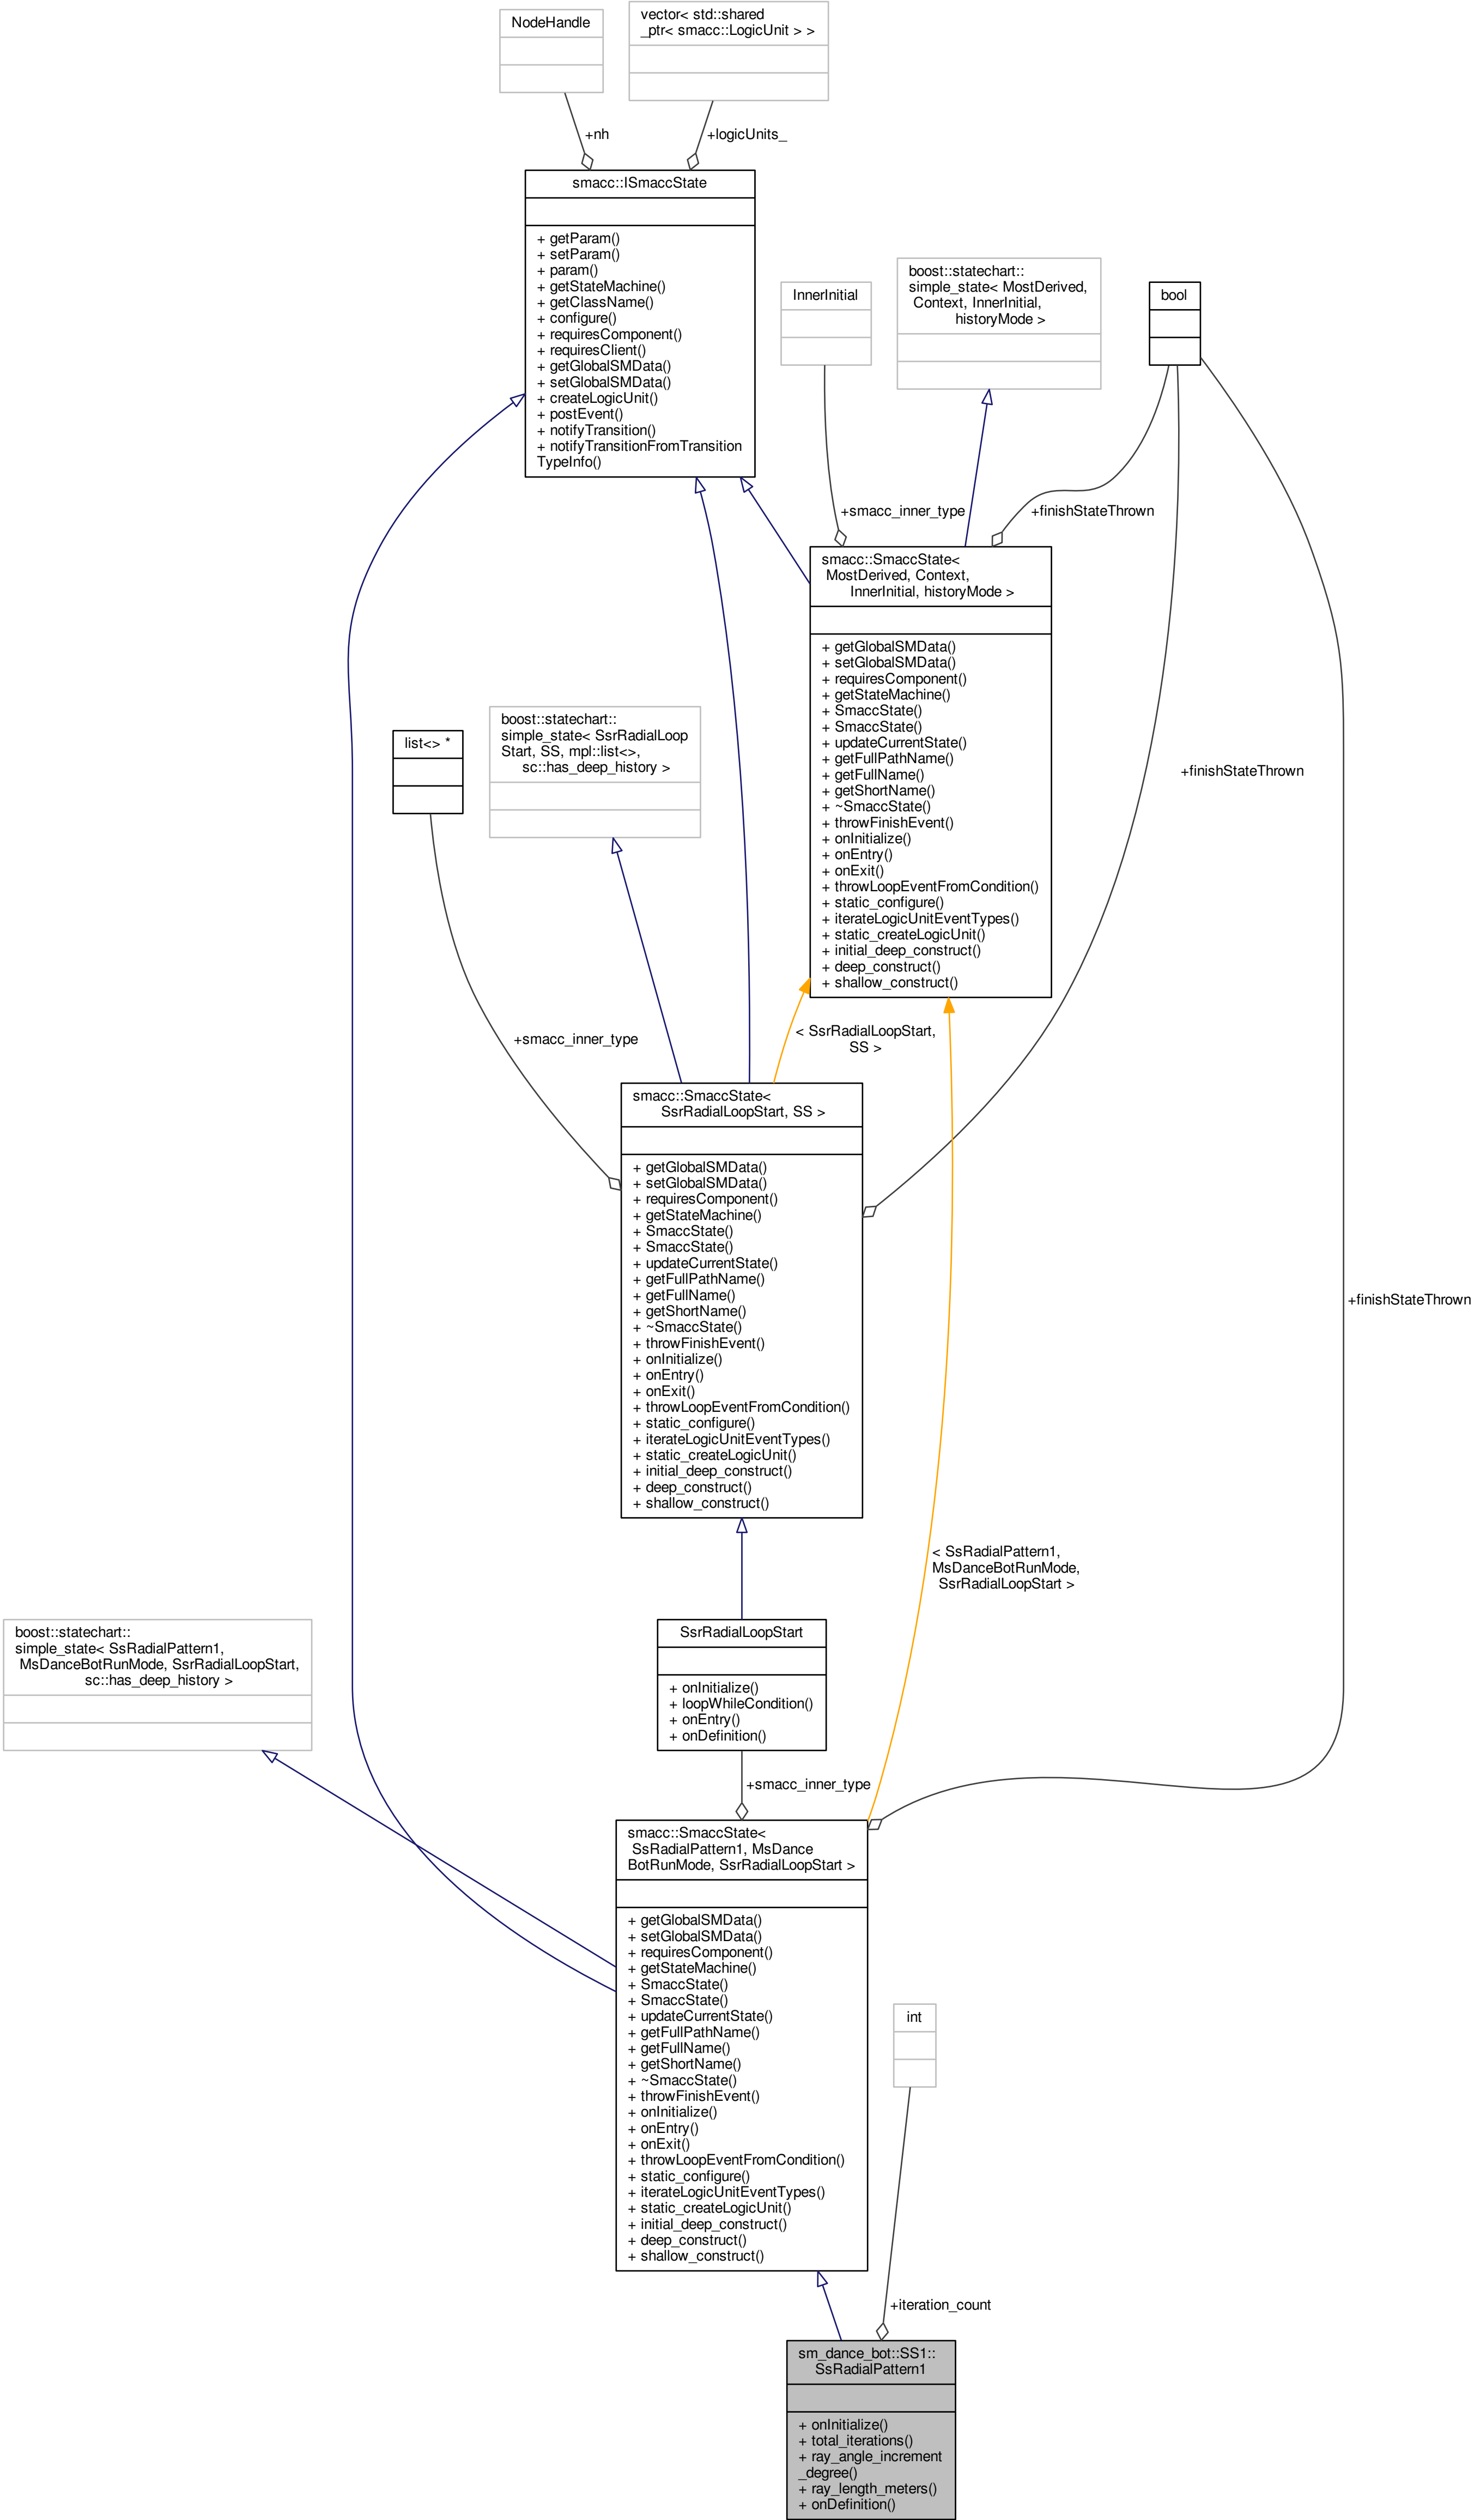 NodeHandle
vector< std::shared
_ptr< smacc::LogicUnit > >
+nh
+logicUnits_
smacc::ISmaccState
+ getParam()
+ setParam()
+ param()
+ getStateMachine()
+ getClassName()
+ configure()
+ requiresComponent()
+ requiresClient()
+ getGlobalSMData()
+ setGlobalSMData()
+ createLogicUnit()
+ postEvent()
+ notifyTransition()
+ notifyTransitionFromTransition
TypeInfo()
InnerInitial
boost::statechart::
simple_state< MostDerived,
Context, InnerInitial,
historyMode >
bool
+smacc_inner_type
+finishStateThrown
smacc::SmaccState<
MostDerived, Context,
InnerInitial, historyMode >
+ getGlobalSMData()
+ setGlobalSMData()
+ requiresComponent()
+ getStateMachine()
+ SmaccState()
+ SmaccState()
+ updateCurrentState()
+ getFullPathName()
+ getFullName()
+ getShortName()
+ ~SmaccState()
+ throwFinishEvent()
+ onInitialize()
+ onEntry()
+ onExit()
+ throwLoopEventFromCondition()
+ static_configure()
+ iterateLogicUnitEventTypes()
+ static_createLogicUnit()
+ initial_deep_construct()
+ deep_construct()
+ shallow_construct()
list<> *
boost::statechart::
simple_state< SsrRadialLoop
Start, SS, mpl::list<>,
sc::has_deep_history >
+finishStateThrown
+smacc_inner_type
< SsrRadialLoopStart,
SS >
smacc::SmaccState<
SsrRadialLoopStart, SS >
+ getGlobalSMData()
+ setGlobalSMData()
+ requiresComponent()
+ getStateMachine()
+ SmaccState()
+ SmaccState()
+ updateCurrentState()
+ getFullPathName()
+ getFullName()
+ getShortName()
+ ~SmaccState()
+ throwFinishEvent()
+ onInitialize()
+ onEntry()
+ onExit()
+ throwLoopEventFromCondition()
+ static_configure()
+ iterateLogicUnitEventTypes()
+ static_createLogicUnit()
+ initial_deep_construct()
+ deep_construct()
+ shallow_construct()
+finishStateThrown
< SsRadialPattern1,
MsDanceBotRunMode,
SsrRadialLoopStart >
boost::statechart::
simple_state< SsRadialPattern1,
MsDanceBotRunMode, SsrRadialLoopStart,
sc::has_deep_history >
SsrRadialLoopStart
+ onInitialize()
+ loopWhileCondition()
+ onEntry()
+ onDefinition()
+smacc_inner_type
smacc::SmaccState<
SsRadialPattern1, MsDance
BotRunMode, SsrRadialLoopStart >
+ getGlobalSMData()
+ setGlobalSMData()
+ requiresComponent()
+ getStateMachine()
+ SmaccState()
+ SmaccState()
+ updateCurrentState()
+ getFullPathName()
+ getFullName()
+ getShortName()
+ ~SmaccState()
+ throwFinishEvent()
+ onInitialize()
+ onEntry()
+ onExit()
+ throwLoopEventFromCondition()
+ static_configure()
+ iterateLogicUnitEventTypes()
+ static_createLogicUnit()
+ initial_deep_construct()
+ deep_construct()
+ shallow_construct()
int
+iteration_count
sm_dance_bot::SS1::
SsRadialPattern1
+ onInitialize()
+ total_iterations()
+ ray_angle_increment
_degree()
+ ray_length_meters()
+ onDefinition()